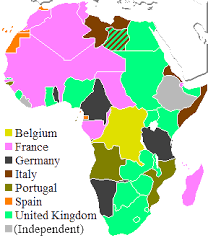 Belgium
France
Germany
Italy
Portugal
Spain
United Kingdom
(Independent)